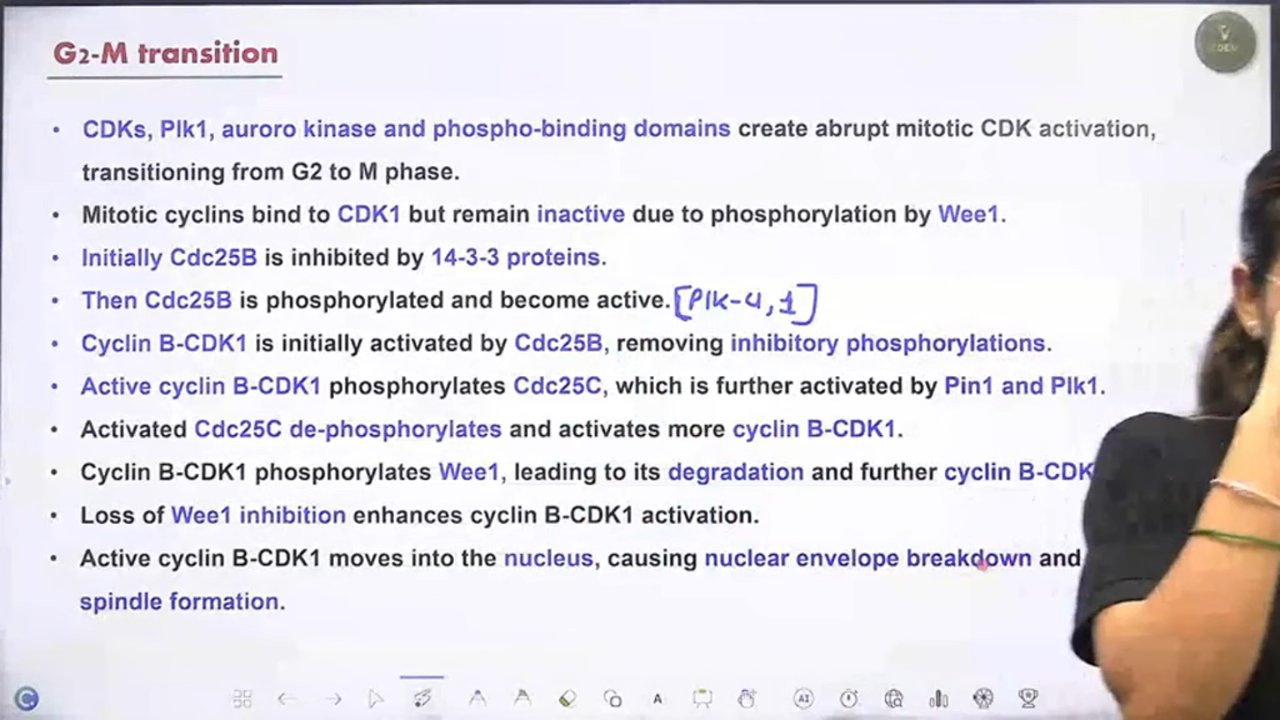 G2-M transition
• CDKs, Plk1, auroro kinase and phospho-binding domains create abrupt mitotic CDK activation,
transitioning from G2 to M phase.
• Mitotic cyclins bind to CDK1 but remain inactive due to phosphorylation by Wee1.
• Initially Cdc25B is inhibited by 14-3-3 proteins.
• Then Cdc25B is phosphorylated and become active. [Plk-4,1]
• Cyclin B-CDK1 is initially activated by Cdc25B, removing inhibitory phosphorylations.
• Active cyclin B-CDK1 phosphorylates Cdc25C, which is further activated by Pin1 and Plk1.
• Activated Cdc25C de-phosphorylates and activates more cyclin B-CDK1.
• Cyclin B-CDK1 phosphorylates Wee1, leading to its degradation and further cyclin B-CDK
• Loss of Wee1 inhibition enhances cyclin B-CDK1 activation.
• Active cyclin B-CDK1 moves into the nucleus, causing nuclear envelope breakdown and
spindle formation.
A
AI